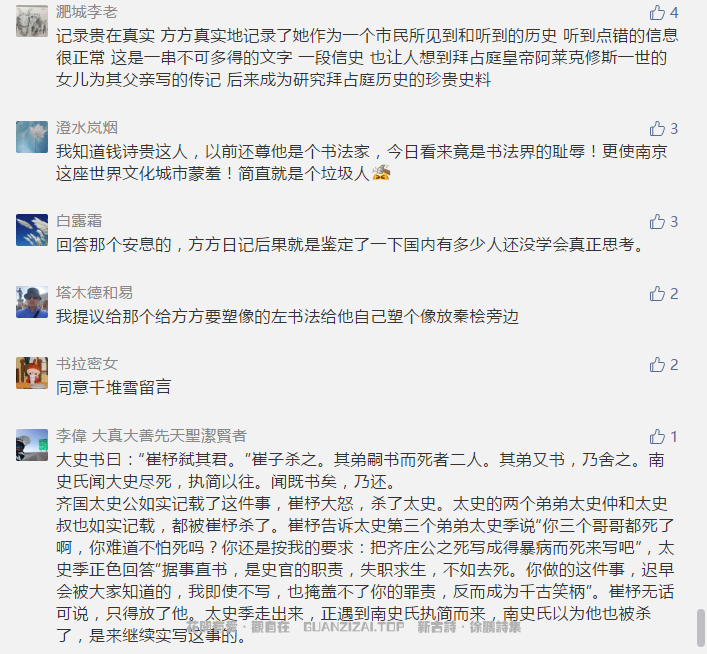 淝城李老
4
记录贵在真实 方方真实地记录了她作为一个市民所见到和听到的历史 听到点错的信息
很正常 这是一串不可多得的文字 一段信史 也让人想到拜占庭皇帝阿莱克修斯一世的
女儿为其父亲写的传记 后来成为研究拜占庭历史的珍贵史料
澄水岚烟
3
我知道钱诗贵这人，以前还尊他是个书法家，今日看来竟是书法界的耻辱！更使南京
这座世界文化城市蒙羞！简直就是个垃圾人
白露霜
3
回答那个安息的，方方日记后果就是鉴定了一下国内有多少人还没学会真正思考。
塔木德和易
2
我提议给那个给方方要塑像的左书法给他自己塑个像放秦桧旁边
书拉密女
2
同意千堆雪留言
李偉 大真大善先天聖潔賢者
1
大史书曰：“崔杼弑其君。”崔子杀之。其弟嗣书而死者二人。其弟又书，乃舍之。南
史氏闻大史尽死，执简以往。闻既书矣，乃还。
齐国太史公如实记载了这件事，崔杼大怒，杀了太史。太史的两个弟弟太史仲和太史
叔也如实记载，都被崔杼杀了。崔杼告诉太史第三个弟弟太史季说“你三个哥哥都死了
啊，你难道不怕死吗？你还是按我的要求：把齐庄公之死写成得暴病而死来写吧”，太
史季正色回答“据事直书，是史官的职责，失职求生，不如去死。你做的这件事，迟早
会被大家知道的，我即使不写，也掩盖不了你的罪责，反而成为千古笑柄”。崔杼无话
可说，只得放了他。太史季走出来，正遇到南史氏执简而来，南史氏以为他也被杀
了，是来继续实写这事的。
觀自在 GUANZIZAI.TOP 新古詩·徐鵬詩集